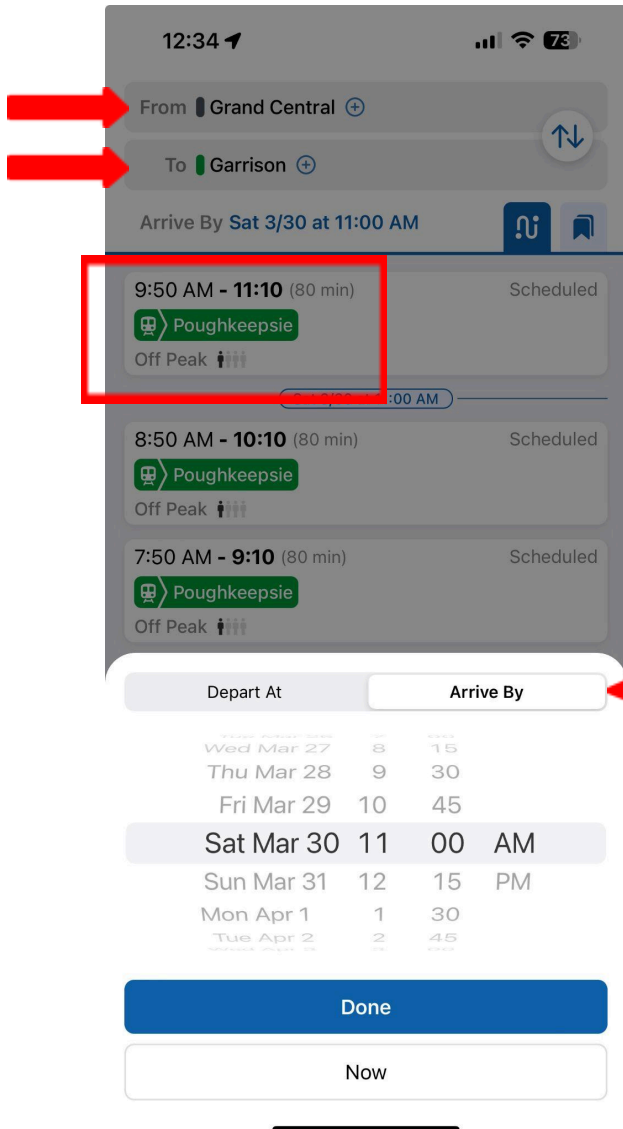 12:34 73
From Grand Central
To Garrison
Arrive By Sat 3/30 at 11:00 AM
9:50 AM - 11:10 (80 min) Scheduled
Poughkeepsie
Off Peak
:00 AM
8:50 AM - 10:10 (80 min) Scheduled
Poughkeepsie
Off Peak
7:50 AM - 9:10 (80 min) Scheduled
Poughkeepsie
Off Peak
Depart At Arrive By
Wed Mar 27 8 15
Thu Mar 28 9 30
Fri Mar 29 10 45
Sat Mar 30 11 00 AM
Sun Mar 31 12 15 PM
Mon Apr 1 1 30
Tue Apr 2 2 45
Done
Now